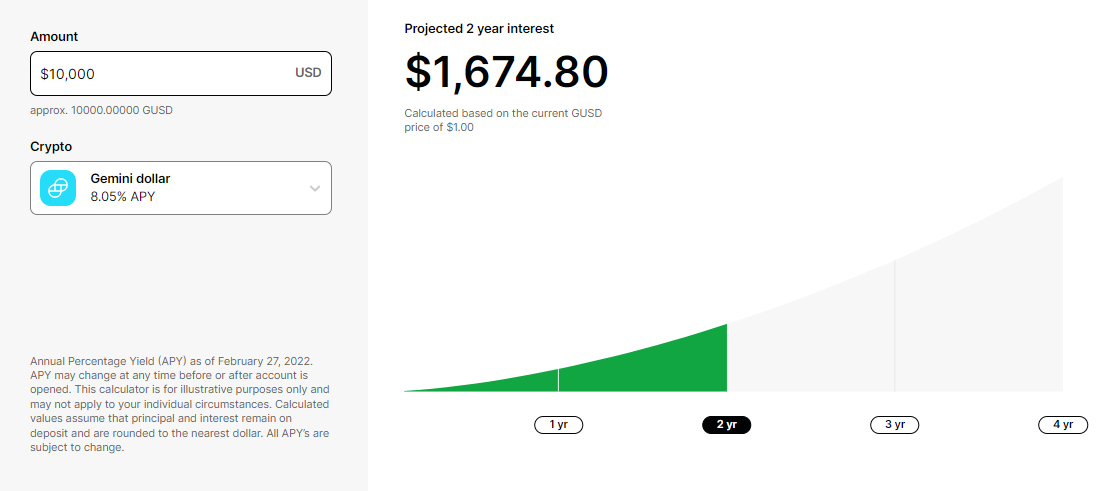 Amount
$10,000 USD
approx. 10000.00000 GUSD
Crypto
Gemini dollar
8.05% APY
Annual Percentage Yield (APY) as of February 27, 2022.
APY may change at any time before or after account is
opened. This calculator is for illustrative purposes only and
may not apply to your individual circumstances. Calculated
values assume that principal and interest remain on
deposit and are rounded to the nearest dollar. All APY's are
subject to change.
Projected 2 year interest
$1,674.80
Calculated based on the current GUSD
price of $1.00
1 yr 2 yr 3 yr 4 yr